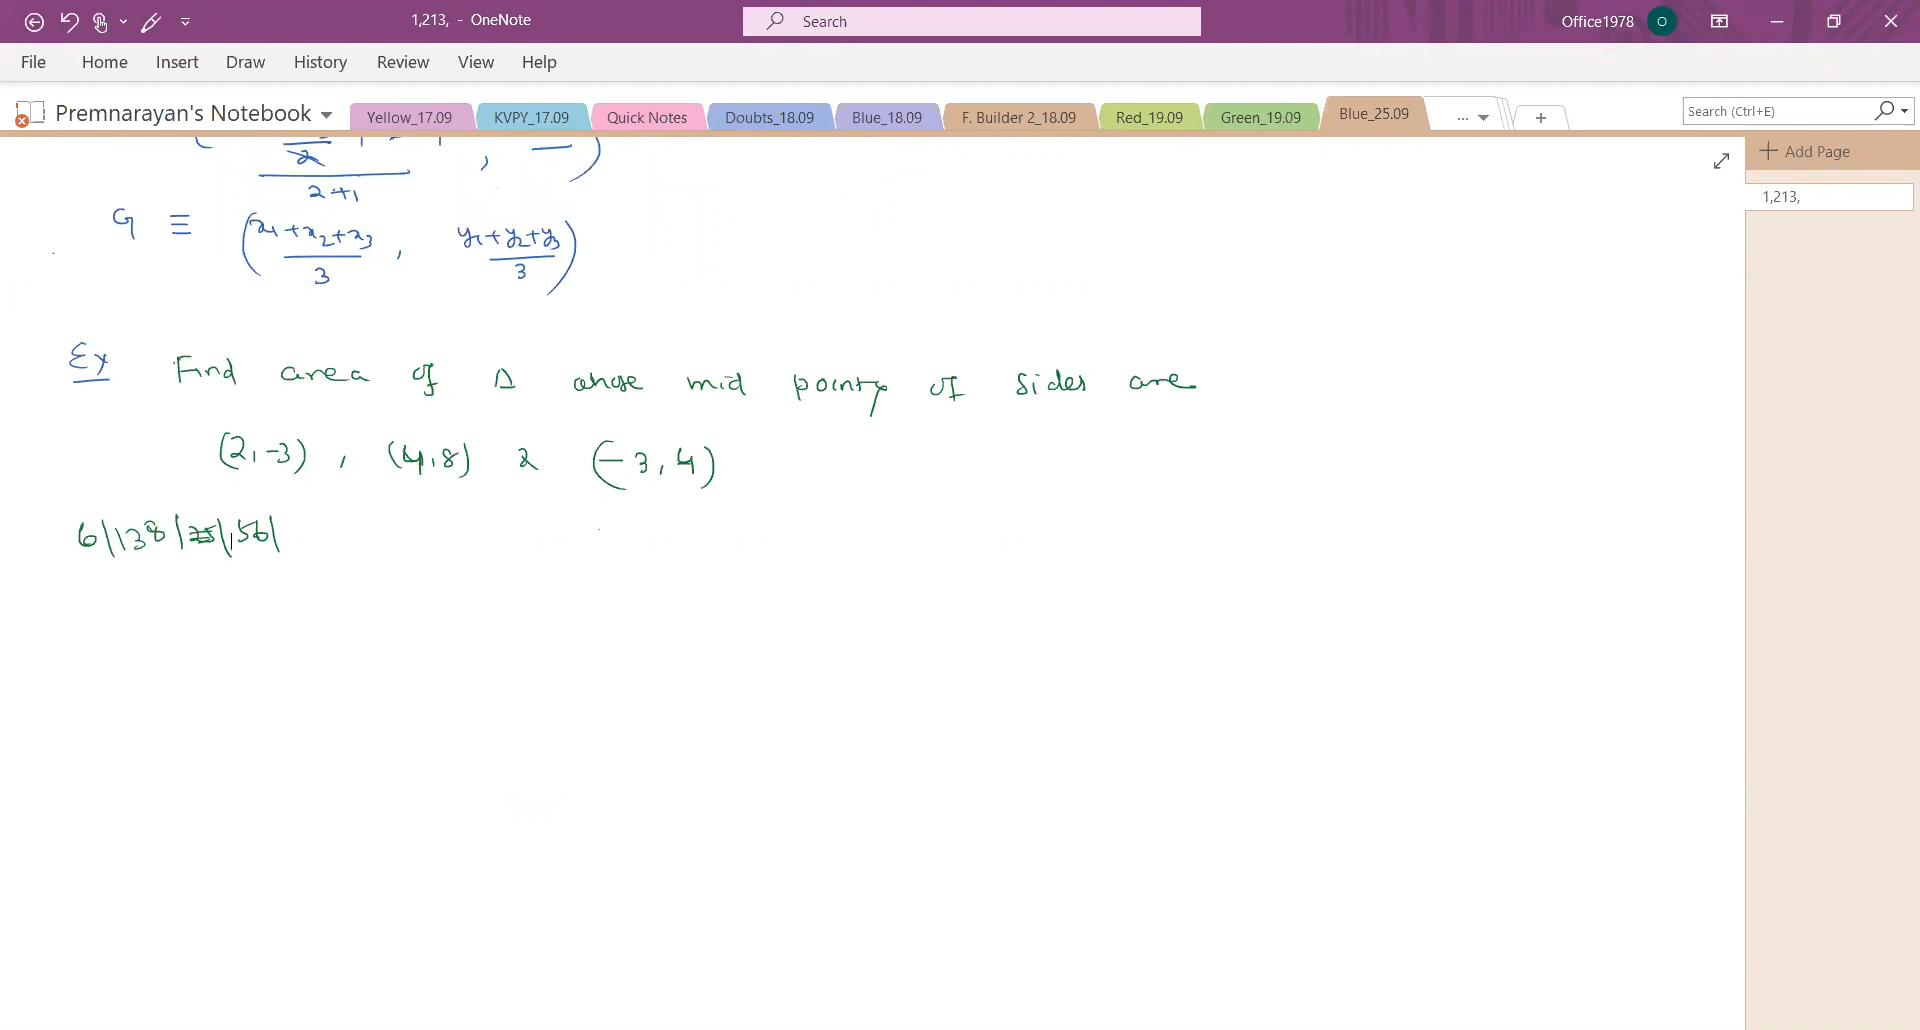 1,213, - OneNote
Search
Office1978
O
File Home Insert Draw History Review View Help
Premnarayan's Notebook
Yellow_17.09 KVPY_17.09 Quick Notes Doubts_18.09 Blue_18.09 F. Builder 2_18.09 Red_19.09 Green_19.09 Blue_25.09 ... +
Search (Ctrl+E)
+ Add Page
1,213,
2 ,
2+1
G ≡ (x₁+x₂+x₃ / 3 , y₁+y₂+y₃ / 3)
Ex Find area of Δ whose mid points of sides are
(2,-3) , (4,8) & (-3,4)
6\138\ \56\